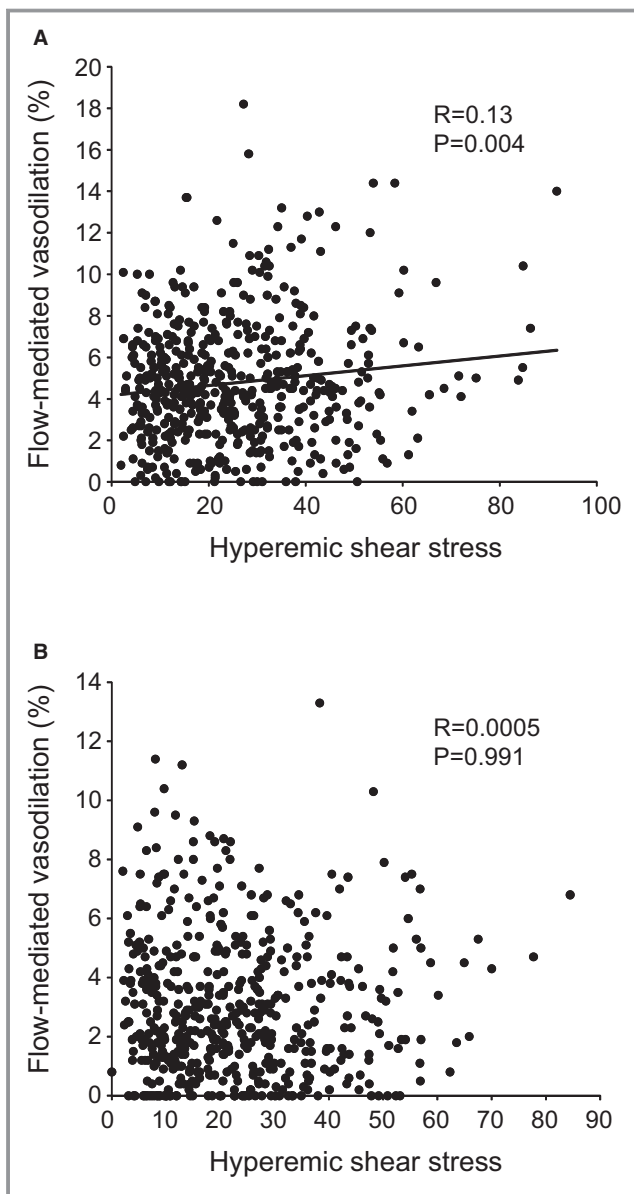 A
20
18
16
14
12
10
8
6
4
2
0
Flow-mediated vasodilation (%)
R=0.13
P=0.004
0 20 40 60 80 100
Hyperemic shear stress
B
14
12
10
8
6
4
2
0
Flow-mediated vasodilation (%)
R=0.0005
P=0.991
0 10 20 30 40 50 60 70 80 90
Hyperemic shear stress